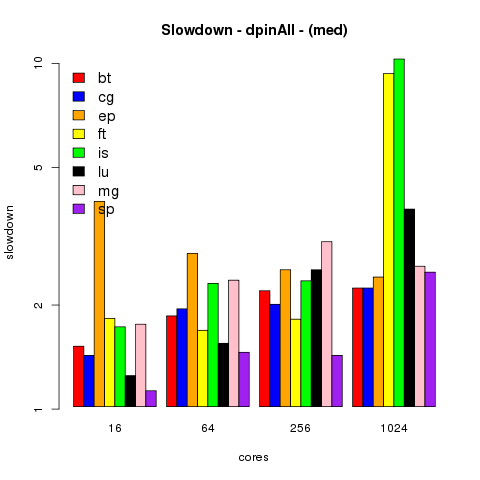 Slowdown - dpinAll - (med)
slowdown
10
5
2
1
bt
cg
ep
ft
is
lu
mg
sp
16 64 256 1024
cores